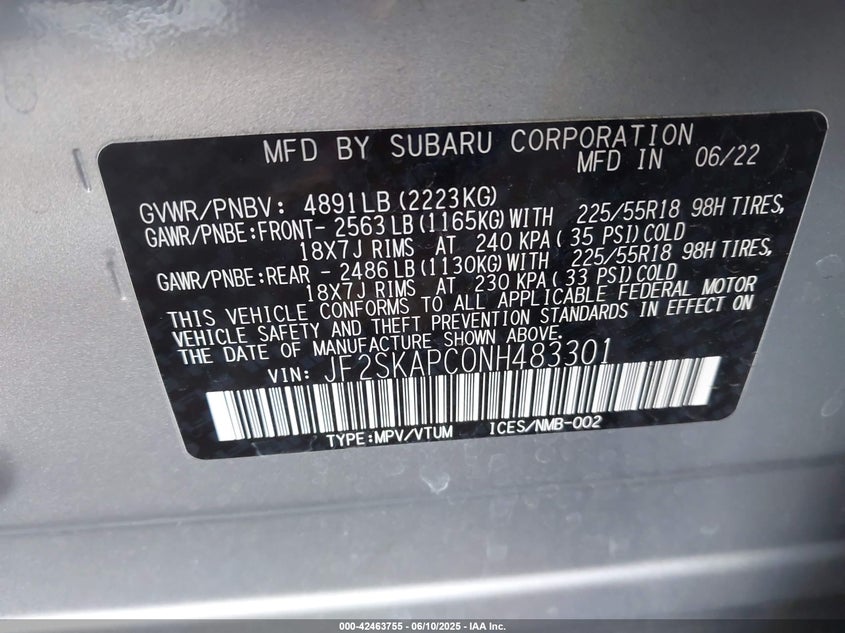 MFD BY SUBARU CORPORATION
MFD IN 06/22
GVWR/PNBV: 4891LB(2223KG)
GAWR/PNBE:FRONT- 2563LB(1165KG)WITH 225/55R18 98H TIRES,
18X7J RIMS AT 240 KPA(35 PSI)COLD
GAWR/PNBE:REAR - 2486LB(1130KG)WITH 225/55R18 98H TIRES,
18X7J RIMS AT 230 KPA(33 PSI)COLD
THIS VEHICLE CONFORMS TO ALL APPLICABLE FEDERAL MOTOR
VEHICLE SAFETY AND THEFT PREVENTION STANDARDS IN EFFECT ON
THE DATE OF MANUFACTURE SHOWN ABOVE.
VIN: JF2SKAPC0NH483301
TYPE:MPV/VTUM ICES/NMB-002
000-42463755 - 06/10/2025 - IAA Inc.